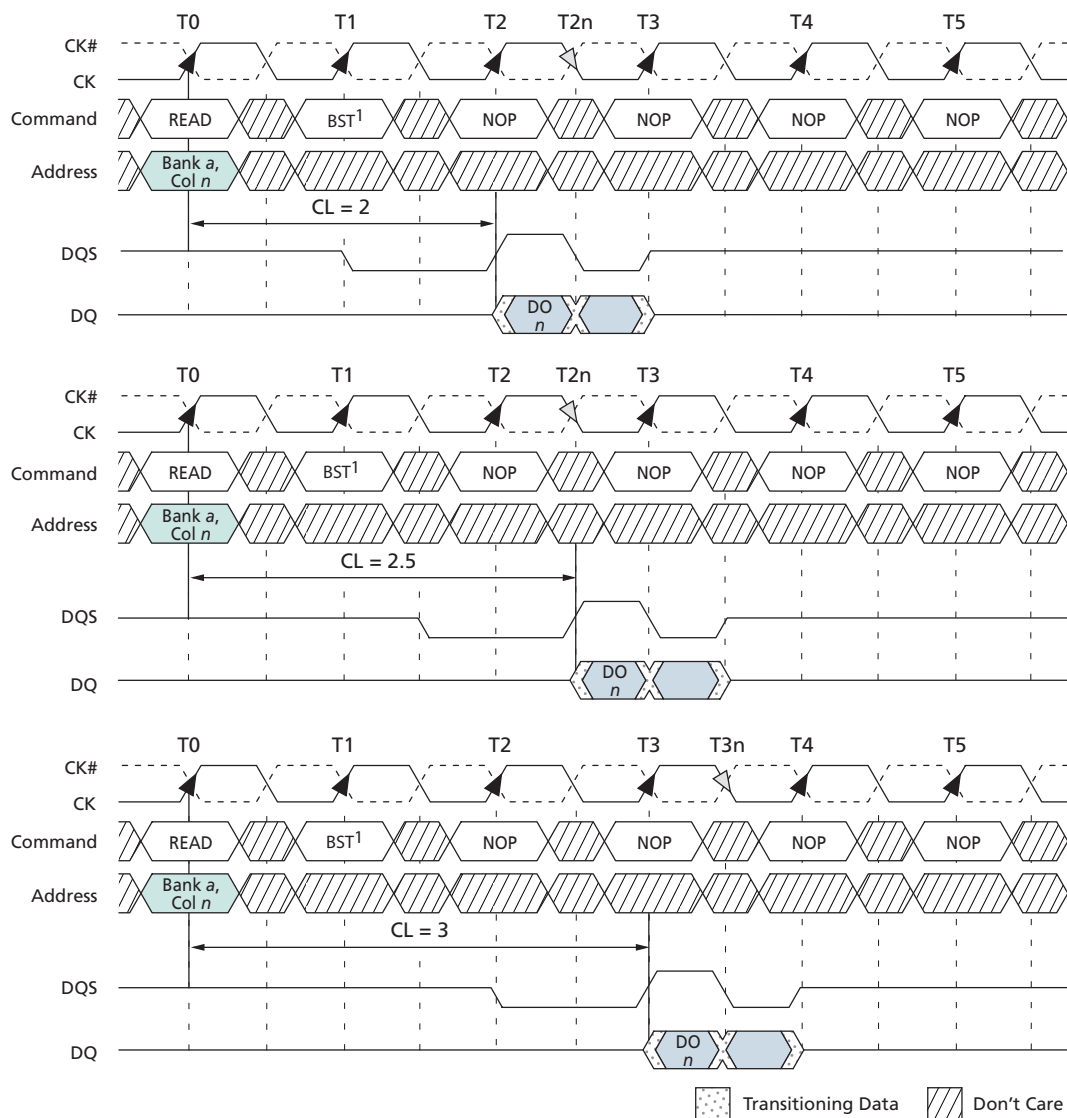 T0 T1 T2 T2n T3 T4 T5
CK#
CK
Command READ BST1 NOP NOP NOP NOP
Address Bank a,
Col n
CL = 2
DQS
DQ DO
n
T0 T1 T2 T2n T3 T4 T5
CK#
CK
Command READ BST1 NOP NOP NOP NOP
Address Bank a,
Col n
CL = 2.5
DQS
DQ DO
n
T0 T1 T2 T3 T3n T4 T5
CK#
CK
Command READ BST1 NOP NOP NOP NOP
Address Bank a,
Col n
CL = 3
DQS
DQ DO
n
Transitioning Data Don't Care